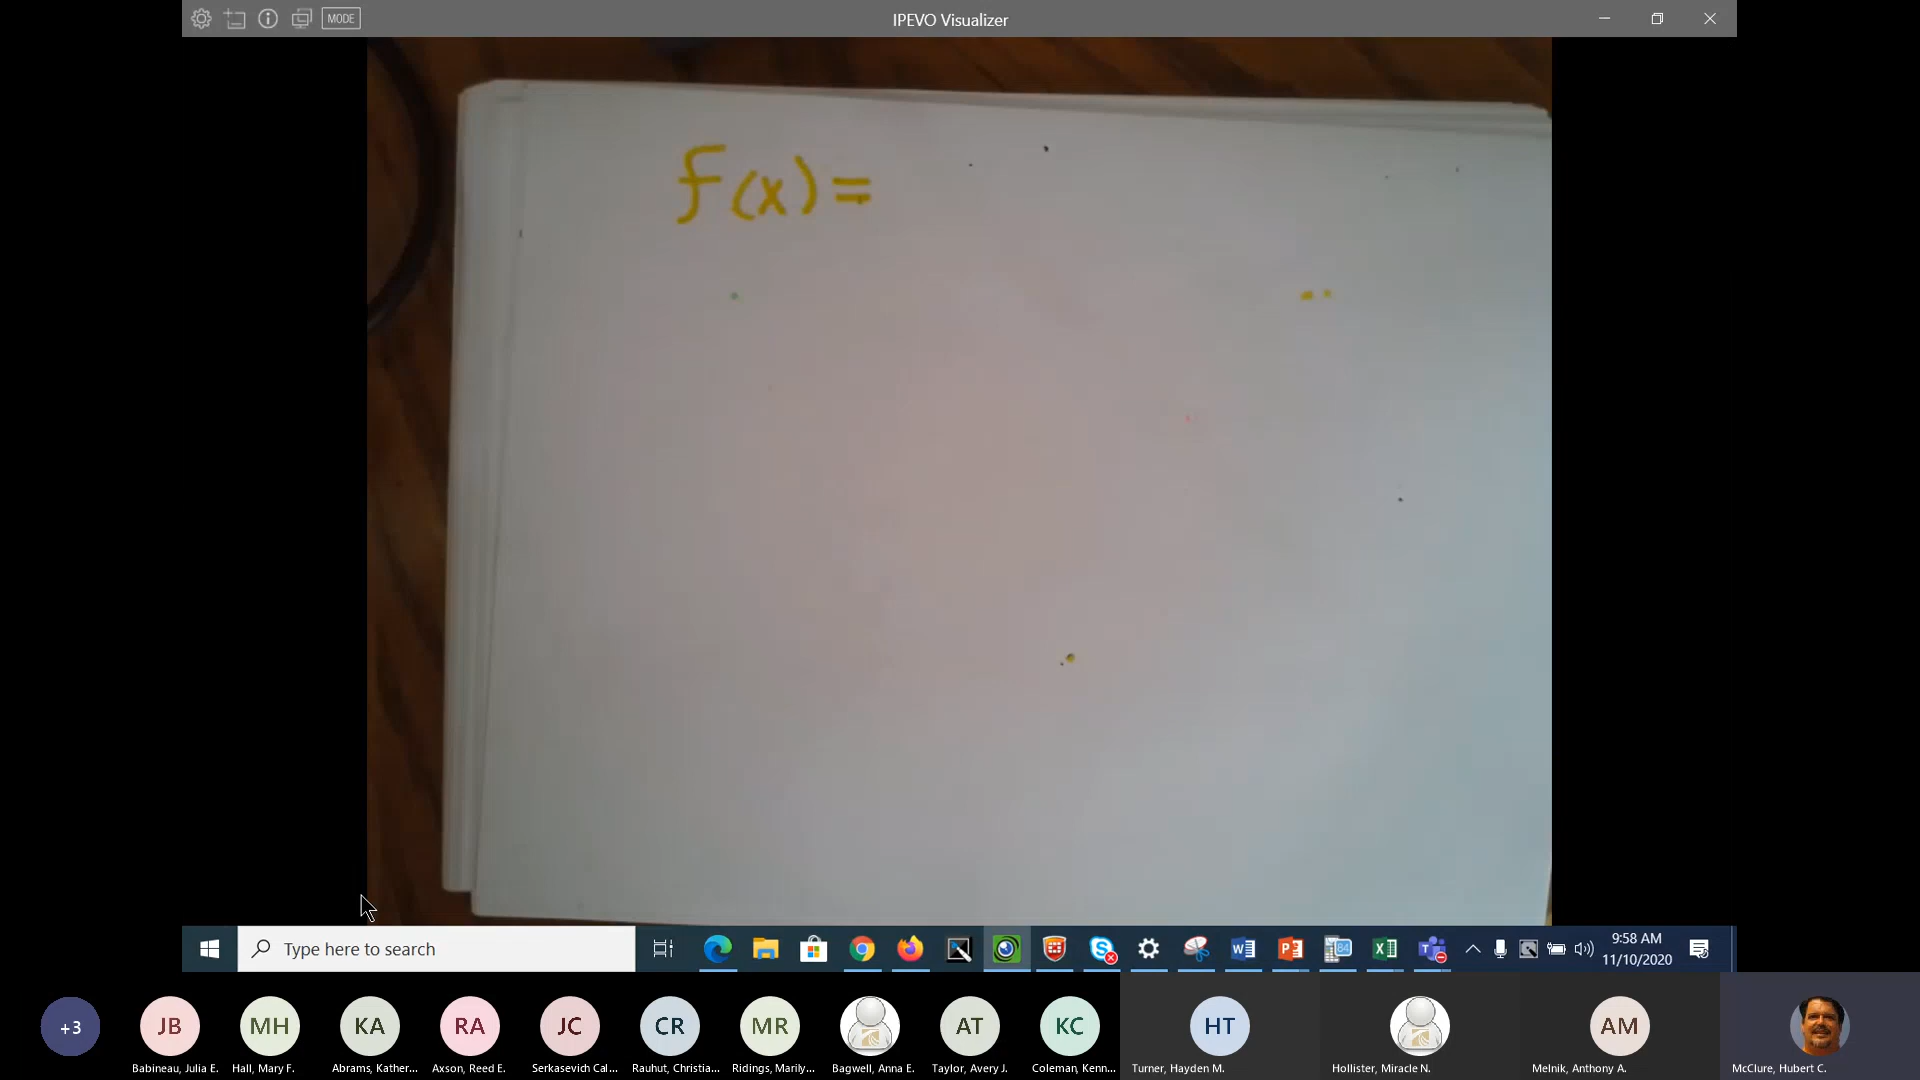 MODE
IPEVO Visualizer
f(x)=
Type here to search
9:58 AM
11/10/2020
+3
JB
MH
KA
RA
JC
CR
MR
AT
KC
HT
AM
Babineau, Julia E.
Hall, Mary F.
Abrams, Kather...
Axson, Reed E.
Serkasevich Cal...
Rauhut, Christia...
Ridings, Marily...
Bagwell, Anna E.
Taylor, Avery J.
Coleman, Kenn...
Turner, Hayden M.
Hollister, Miracle N.
Melnik, Anthony A.
McClure, Hubert C.